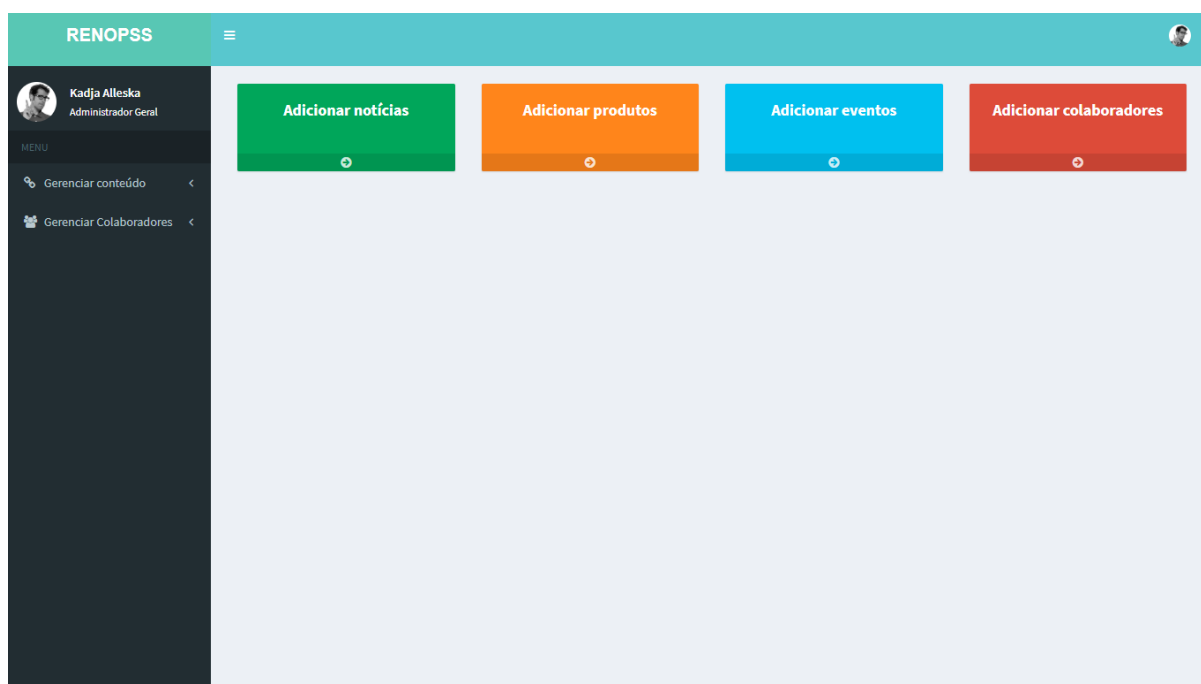 RENOPSS
Kadja Alleska
Administrador Geral
MENU
Gerenciar conteúdo
Gerenciar Colaboradores
Adicionar notícias
Adicionar produtos
Adicionar eventos
Adicionar colaboradores